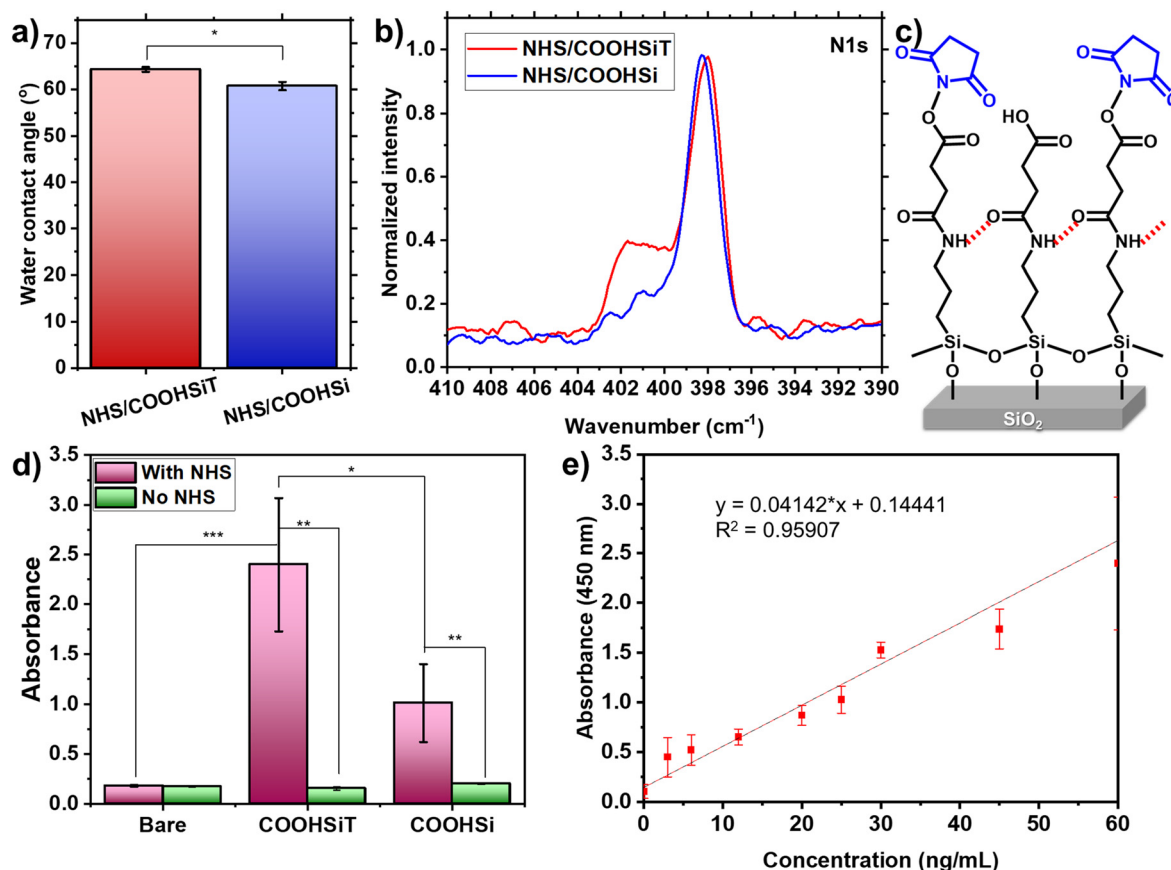 a)
*
Water contact angle (º)
70
60
50
40
30
20
10
0
NHS/COOHSiT
NHS/COOHSi
b)
NHS/COOHSiT
NHS/COOHSi
N1s
Normalized intensity
1.0
0.8
0.6
0.4
0.2
0.0
410 408 406 404 402 400 398 396 394 392 390
Wavenumber (cm⁻¹)
c)
O N O O N O
O HO O
O O O
O O O
NH NH NH
Si O Si O Si
O O O
SiO₂
d)
With NHS
No NHS
*
***
**
**
Absorbance
3.5
3.0
2.5
2.0
1.5
1.0
0.5
0.0
Bare COOHSiT COOHSi
e)
y = 0.04142*x + 0.14441
R² = 0.95907
Absorbance (450 nm)
3.5
3.0
2.5
2.0
1.5
1.0
0.5
0.0
0 10 20 30 40 50 60
Concentration (ng/mL)